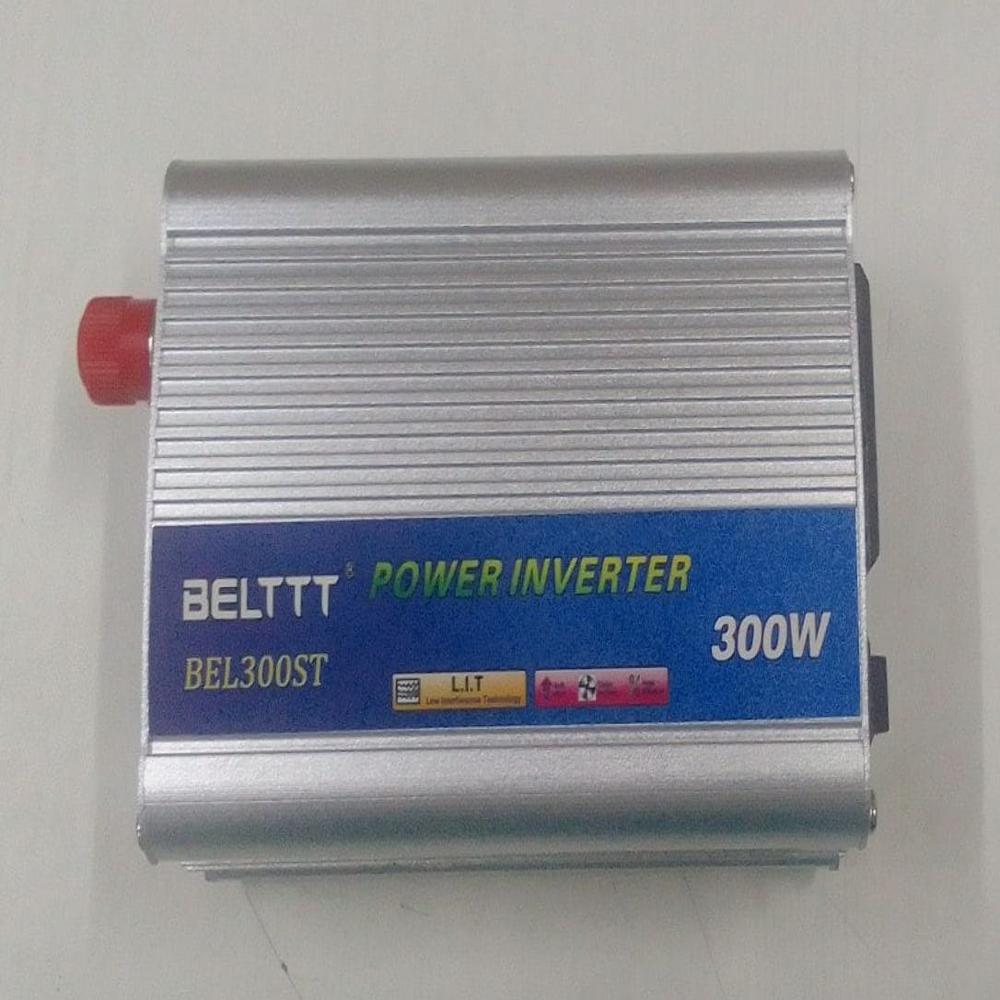 BELTTT® POWER INVERTER
300W
BEL300ST
L.I.T
Low Interference Technology